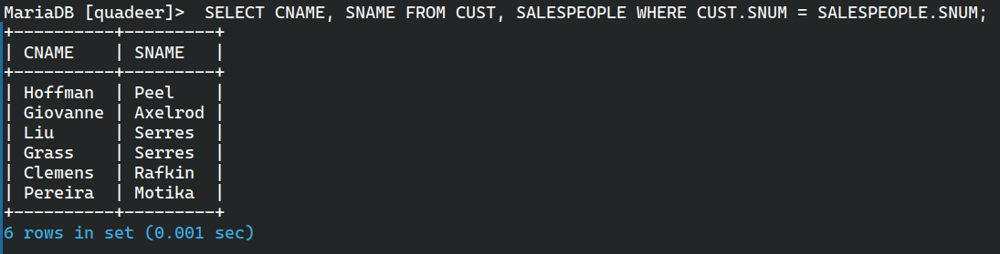 MariaDB [quadeer]>  SELECT CNAME, SNAME FROM CUST, SALESPEOPLE WHERE CUST.SNUM = SALESPEOPLE.SNUM;
+----------+---------+
| CNAME    | SNAME   |
+----------+---------+
| Hoffman  | Peel    |
| Giovanne | Axelrod |
| Liu      | Serres  |
| Grass    | Serres  |
| Clemens  | Rafkin  |
| Pereira  | Motika  |
+----------+---------+
6 rows in set (0.001 sec)